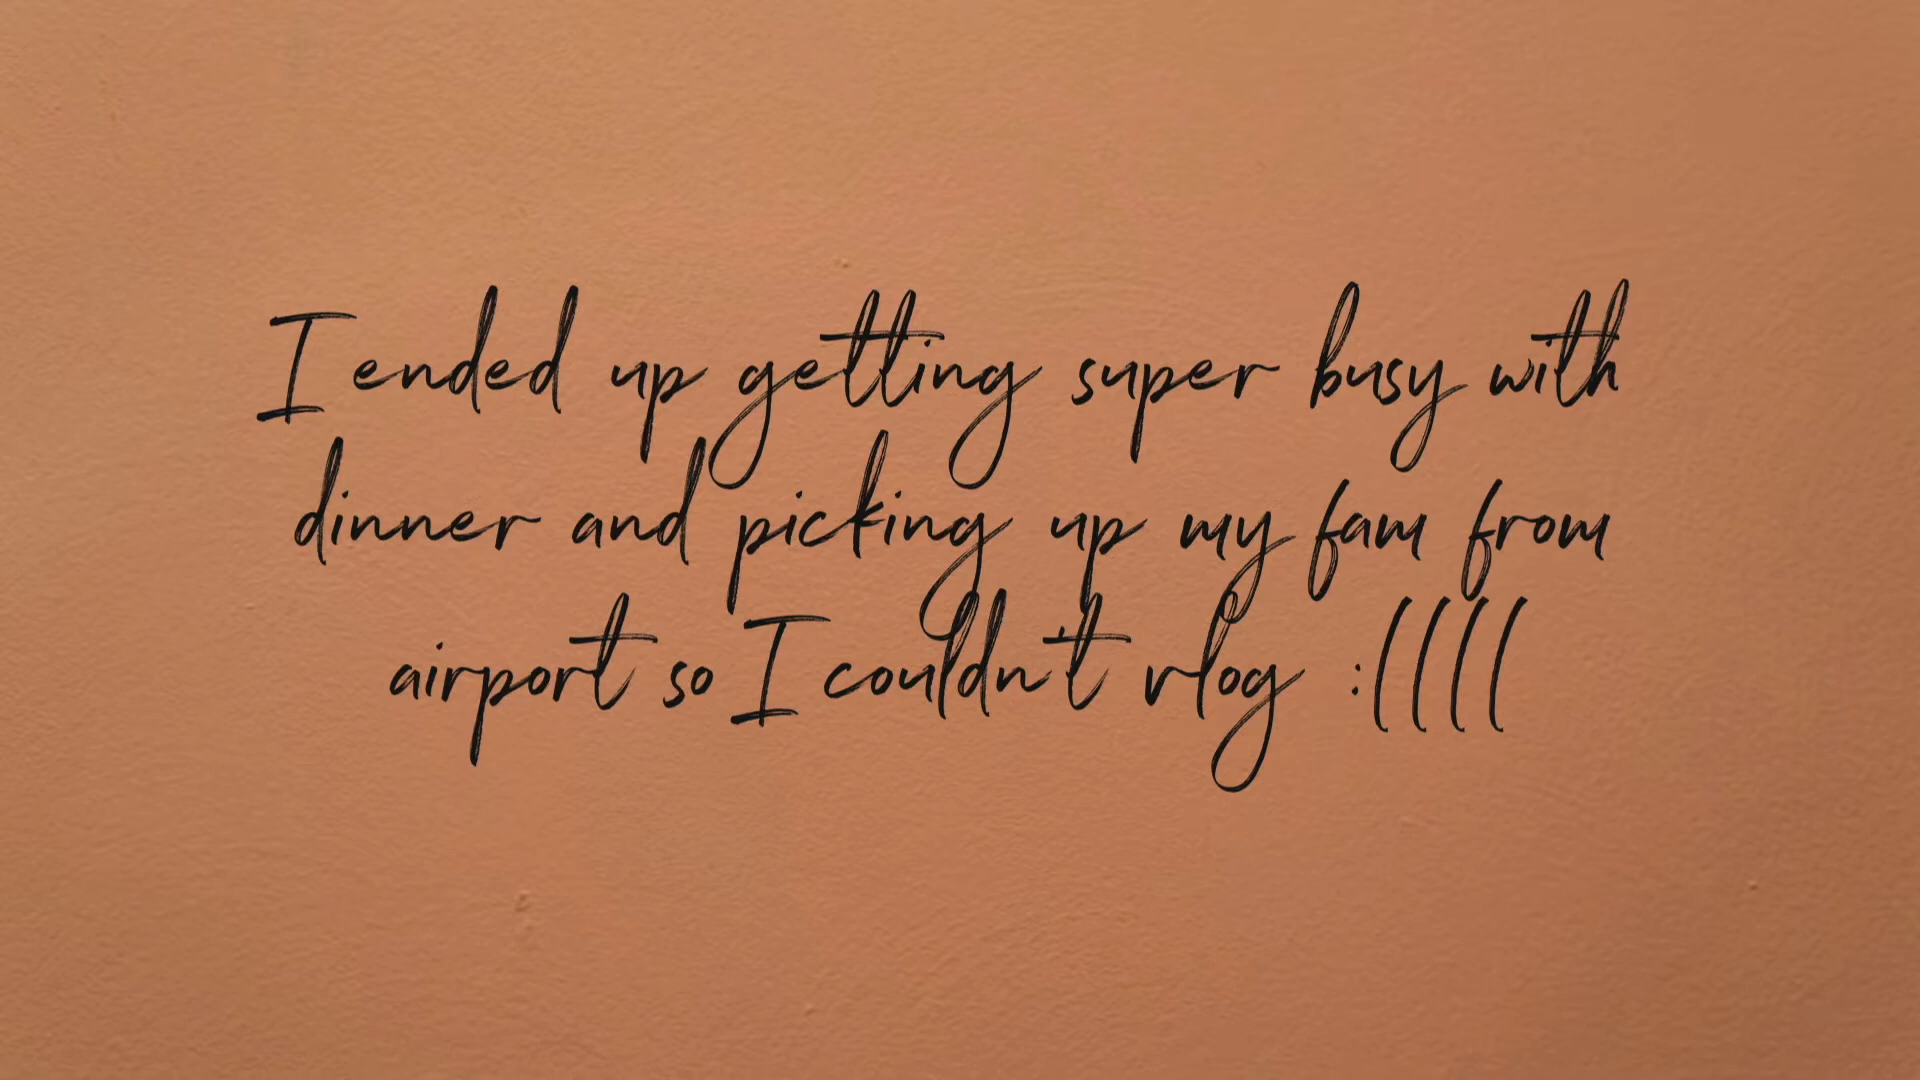 I ended up getting super busy with
dinner and picking up my fam from
airport so I couldn't vlog :((((